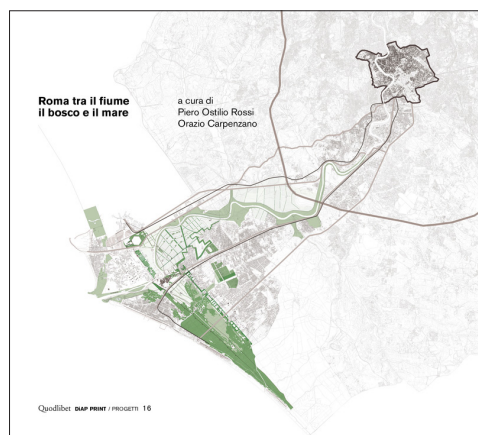 Roma tra il fiume
il bosco e il mare
a cura di
Piero Ostilio Rossi
Orazio Carpenzano
Quodlibet DiAP PRINT / PROGETTI 16